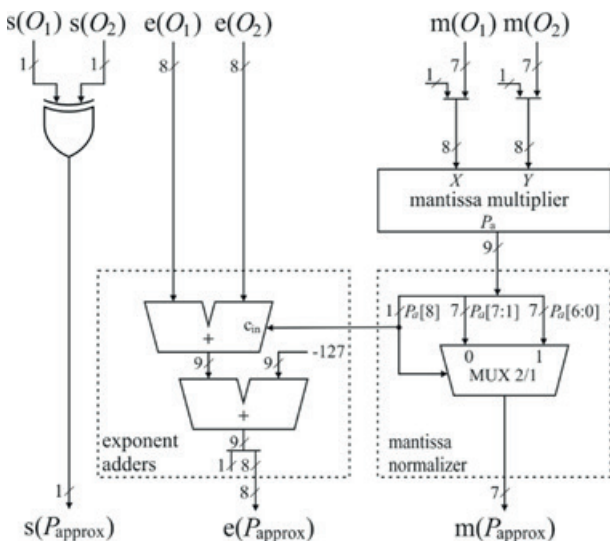 s(O1) s(O2) e(O1) e(O2) m(O1) m(O2)
1 1 8 8 1 7 1 7
8 8
X Y
mantissa multiplier
Pa
9
1 Pa[8] 7 Pa[7:1] 7 Pa[6:0]
cin
+
0 1
MUX 2/1
9 9 -127
+
9
exponent
adders
1 8
mantissa
normalizer
1 8 7
s(Papprox) e(Papprox) m(Papprox)